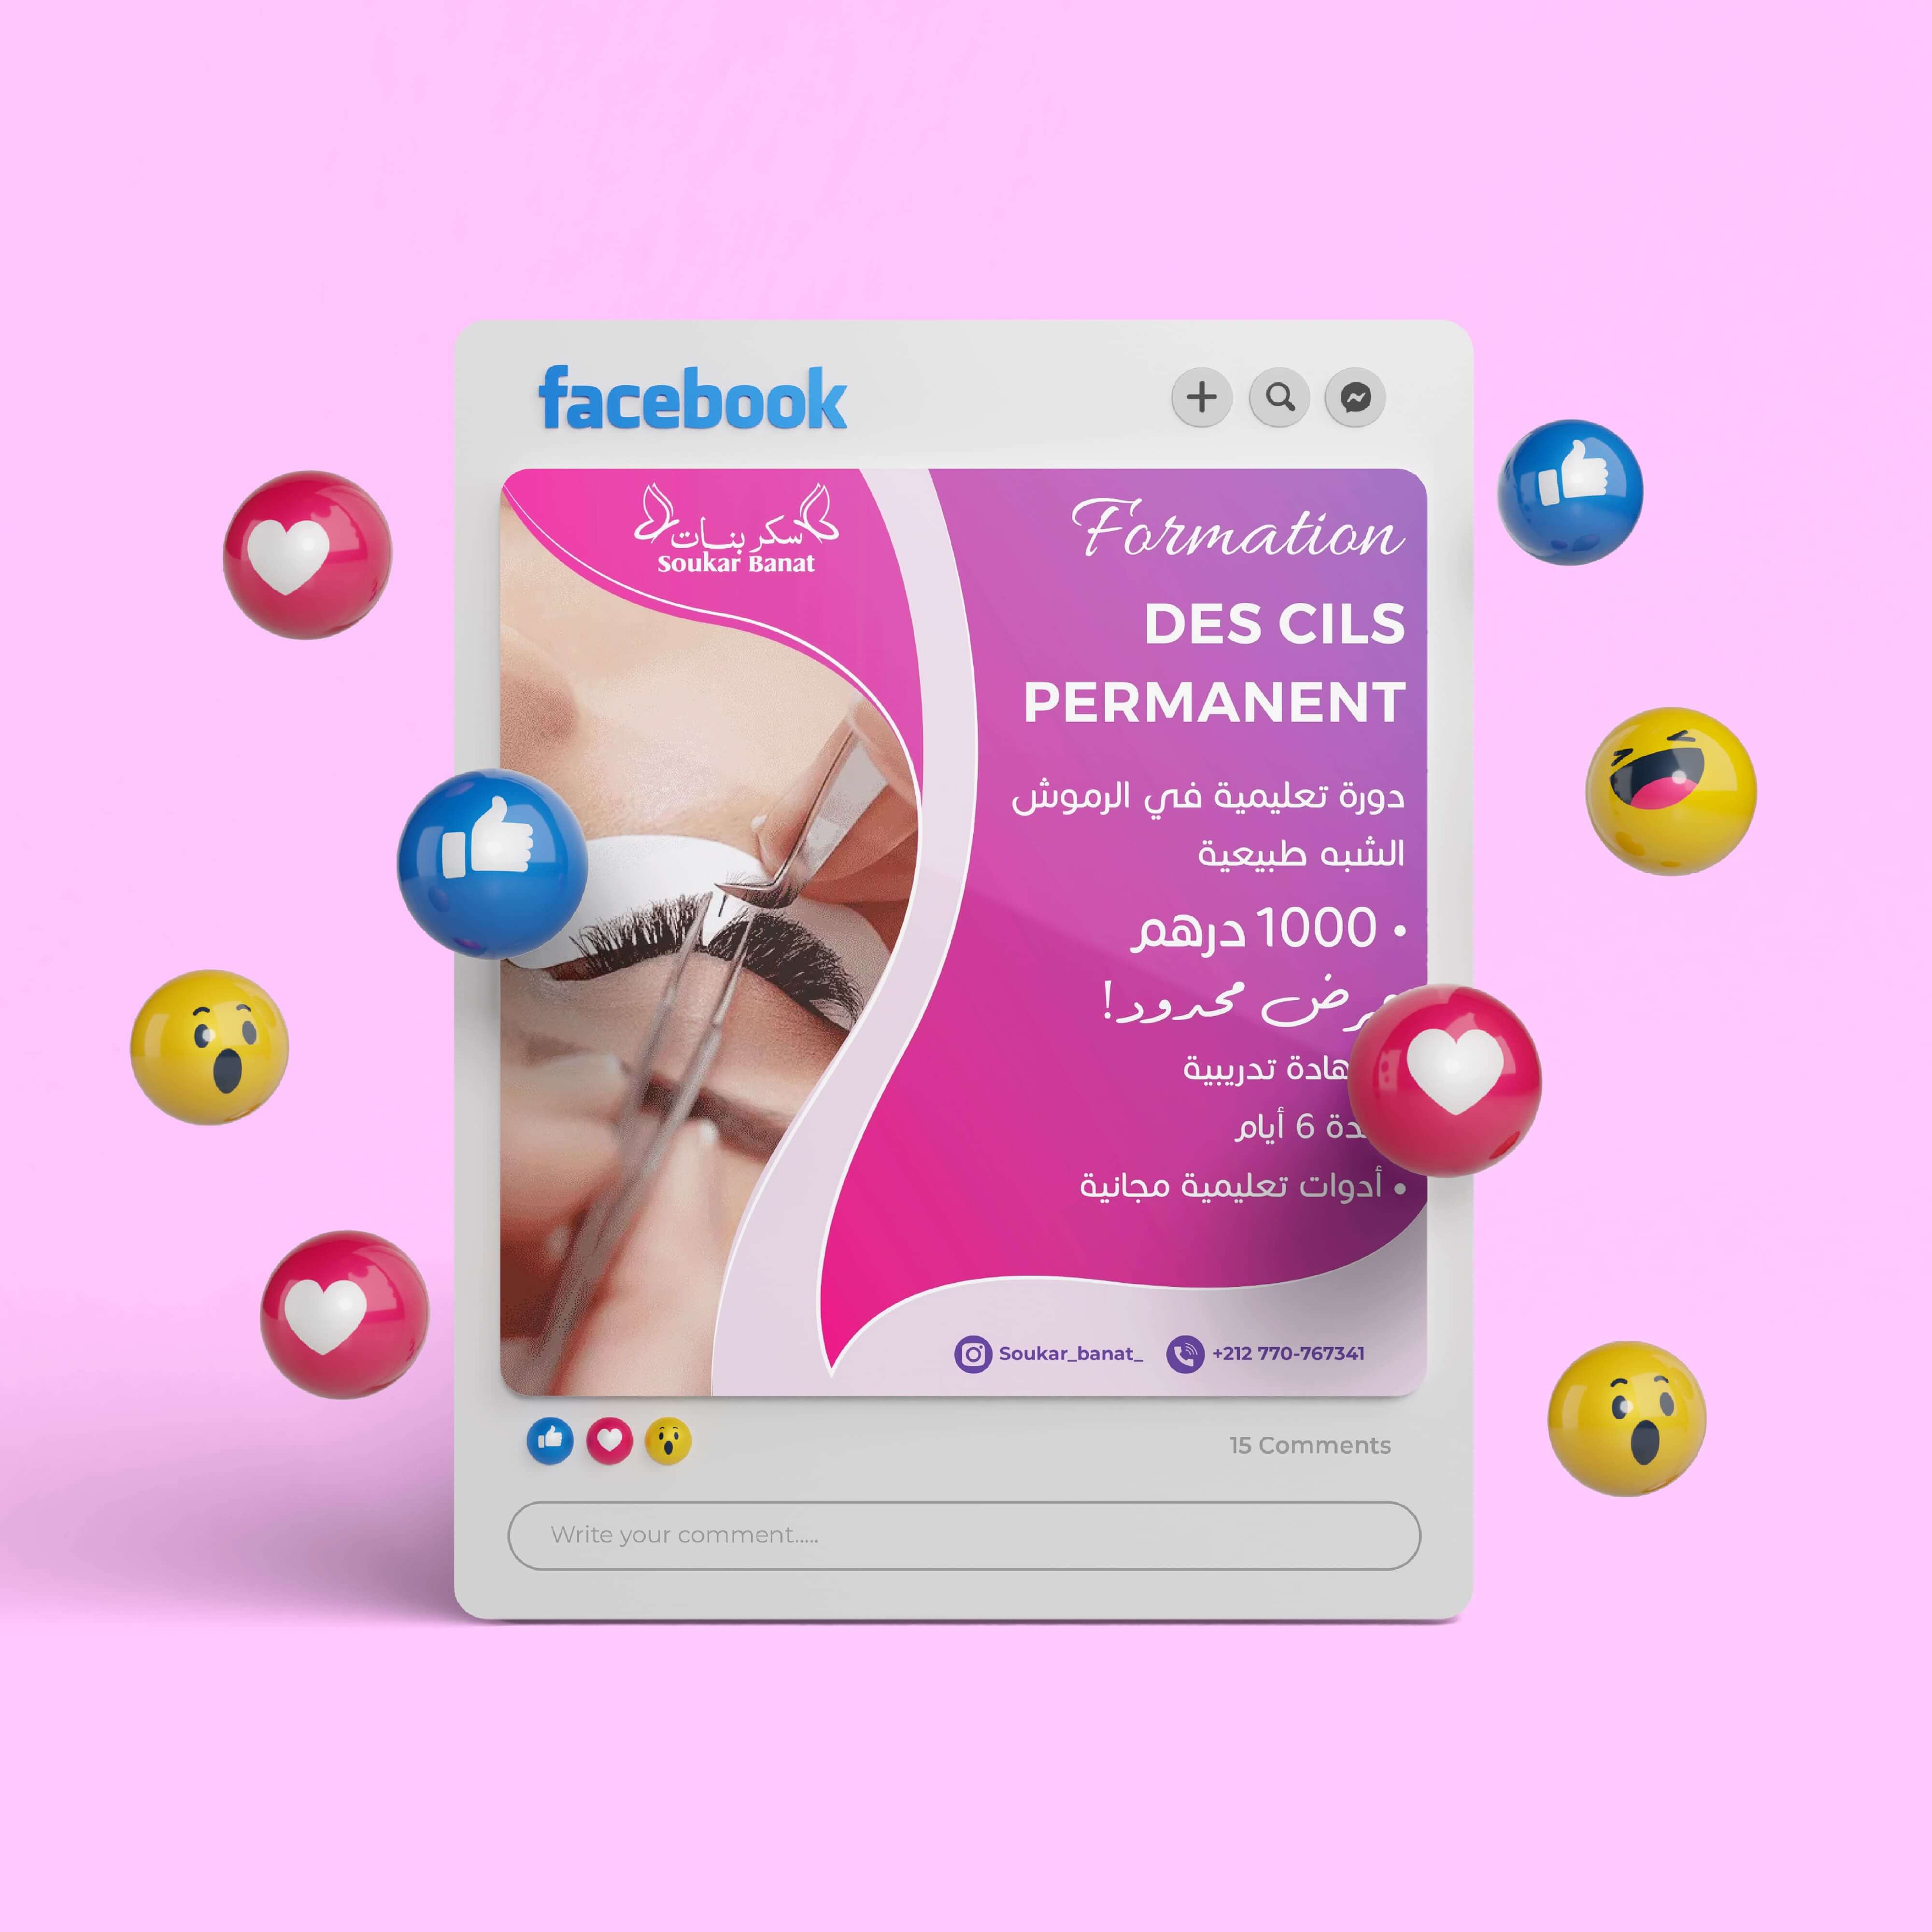 facebook
سكر بنات
Soukar Banat
Formation
DES CILS
PERMANENT
دورة تعليمية في الرموش
الشبه طبيعية
• 1000 درهم
محدود!
تدريبية
6 أيام
• أدوات تعليمية مجانية
Soukar_banat_
+212 770-767341
15 Comments
Write your comment.....